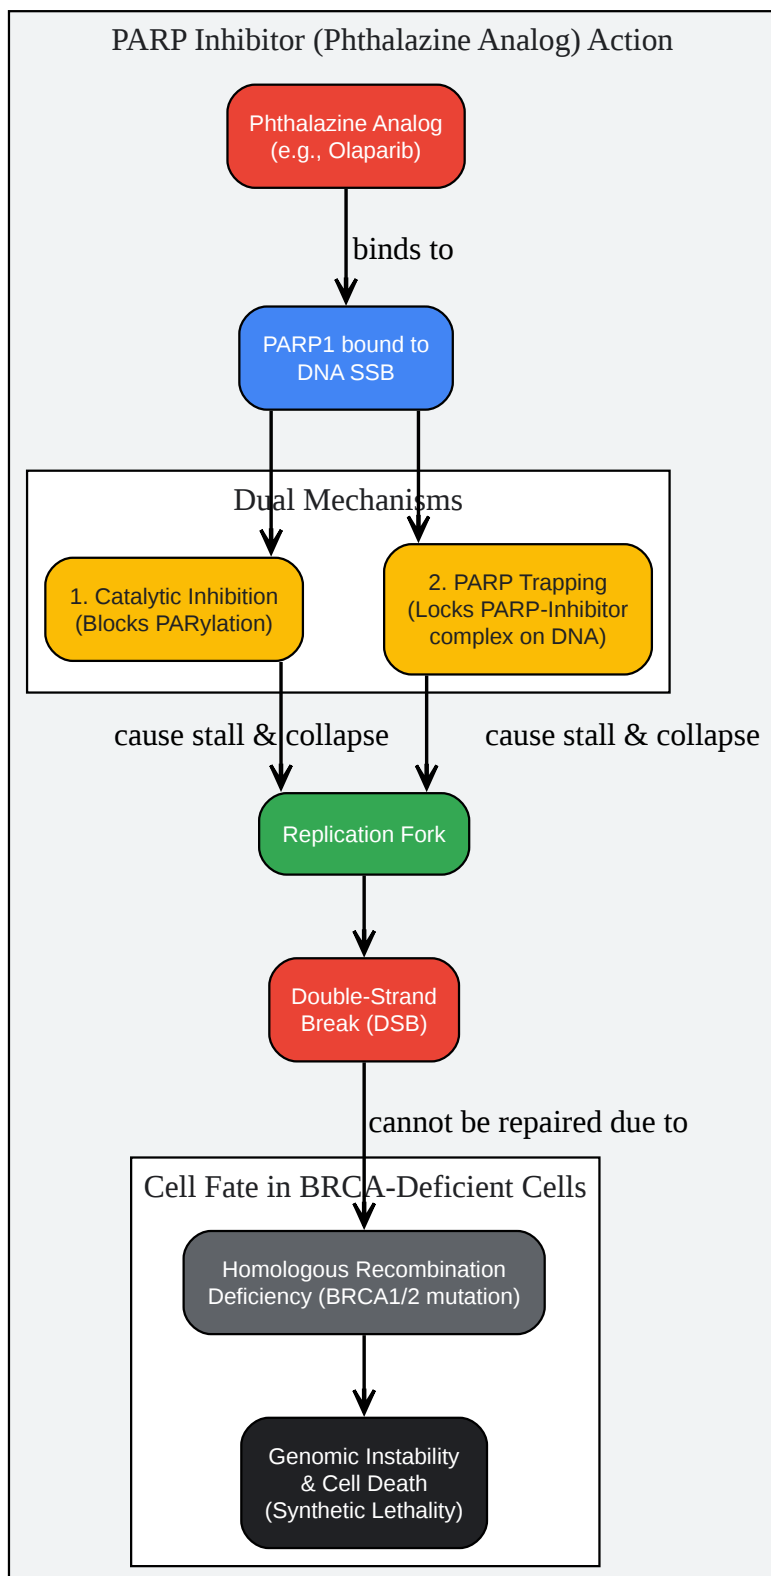 PARP Inhibitor (Phthalazine Analog) Action
Phthalazine Analog
(e.g., Olaparib)
binds to
PARP1 bound to
DNA SSB
Dual Mechanisms
1. Catalytic Inhibition
(Blocks PARylation)
2. PARP Trapping
(Locks PARP-Inhibitor
complex on DNA)
cause stall & collapse
cause stall & collapse
Replication Fork
Double-Strand
Break (DSB)
cannot be repaired due to
Cell Fate in BRCA-Deficient Cells
Homologous Recombination
Deficiency (BRCA1/2 mutation)
Genomic Instability
& Cell Death
(Synthetic Lethality)